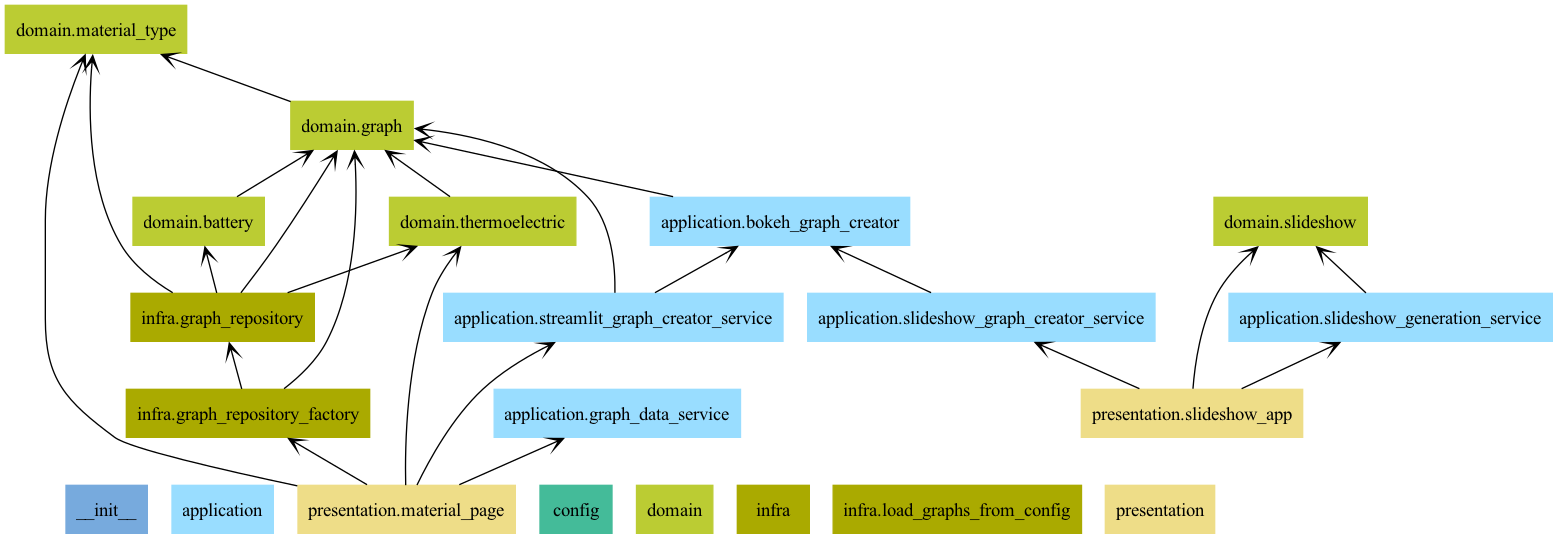 domain.material_type
domain.graph
domain.battery
domain.thermoelectric
application.bokeh_graph_creator
domain.slideshow
infra.graph_repository
application.streamlit_graph_creator_service
application.slideshow_graph_creator_service
application.slideshow_generation_service
infra.graph_repository_factory
application.graph_data_service
presentation.slideshow_app
__init__
application
presentation.material_page
config
domain
infra
infra.load_graphs_from_config
presentation